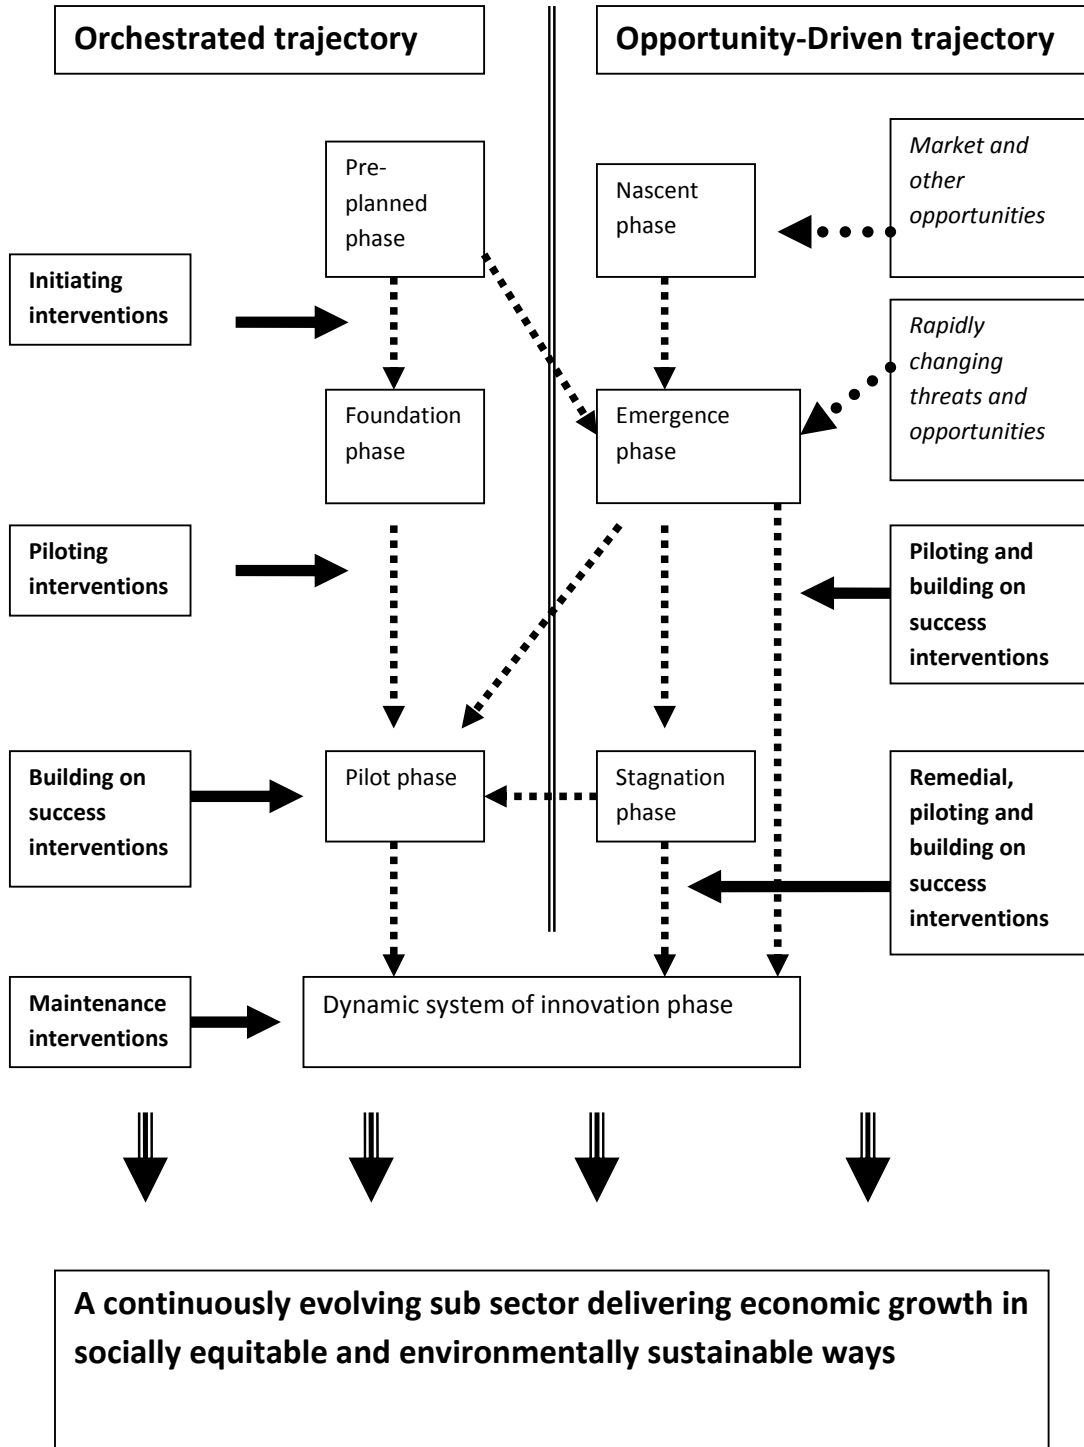 Orchestrated trajectory
Opportunity-Driven trajectory
Market and
other
opportunities
Pre-
planned
phase
Nascent
phase
Initiating
interventions
Rapidly
changing
threats and
opportunities
Foundation
phase
Emergence
phase
Piloting
interventions
Piloting and
building on
success
interventions
Building on
success
interventions
Pilot phase
Stagnation
phase
Remedial,
piloting and
building on
success
interventions
Maintenance
interventions
Dynamic system of innovation phase
A continuously evolving sub sector delivering economic growth in
socially equitable and environmentally sustainable ways